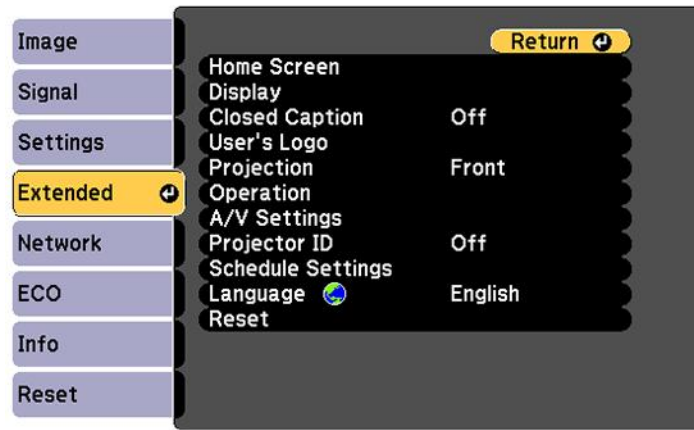 Image
Signal
Settings
Extended
Network
ECO
Info
Reset
Return
Home Screen
Display
Closed Caption Off
User's Logo
Projection Front
Operation
A/V Settings
Projector ID Off
Schedule Settings
Language English
Reset